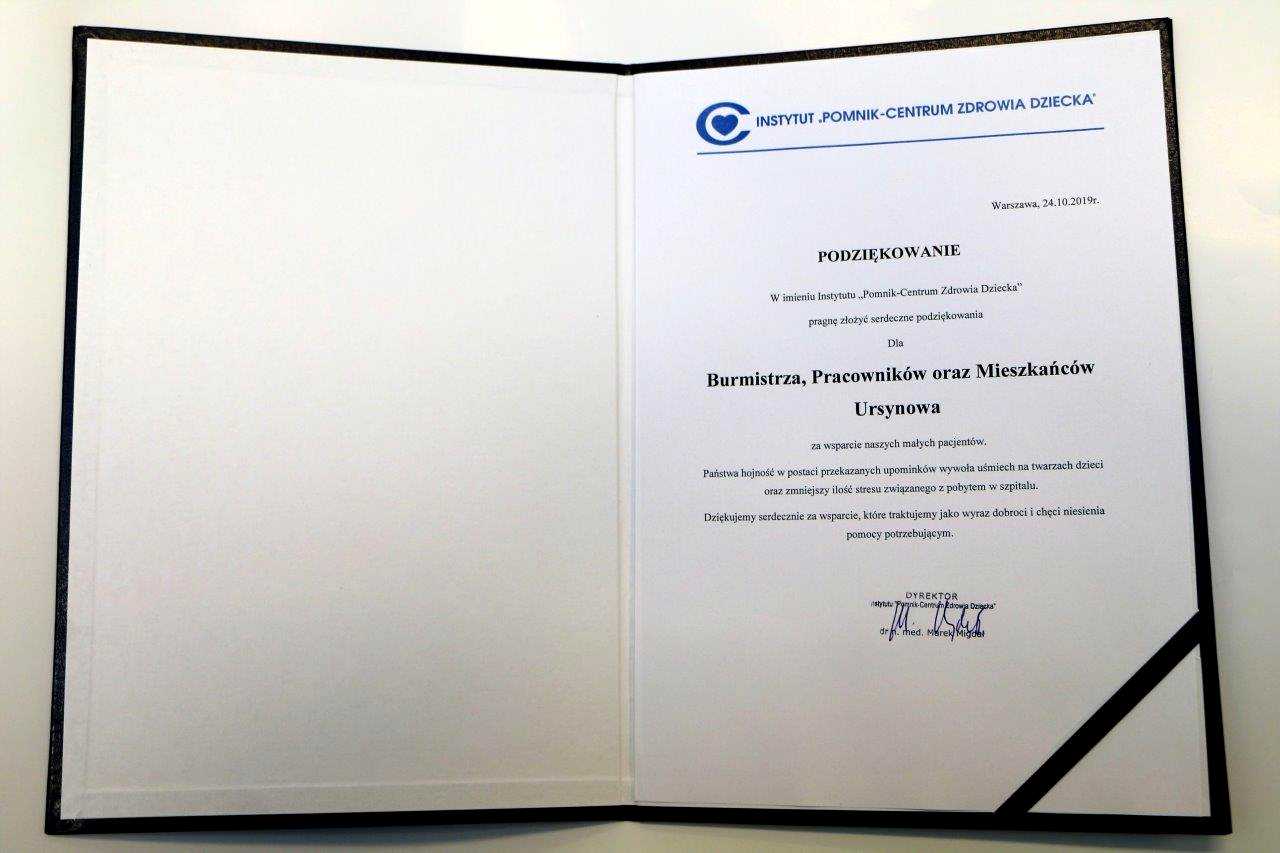 INSTYTUT „POMNIK-CENTRUM ZDROWIA DZIECKA"
Warszawa, 24.10.2019r.
PODZIĘKOWANIE
W imieniu Instytutu „Pomnik-Centrum Zdrowia Dziecka”
pragnę złożyć serdeczne podziękowania
Dla
Burmistrza, Pracowników oraz Mieszkańców
Ursynowa
za wsparcie naszych małych pacjentów.
Państwa hojność w postaci przekazanych upominków wywoła uśmiech na twarzach dzieci
oraz zmniejszy ilość stresu związanego z pobytem w szpitalu.
Dziękujemy serdecznie za wsparcie, które traktujemy jako wyraz dobroci i chęci niesienia
pomocy potrzebującym.
DYREKTOR
Instytutu "Pomnik-Centrum Zdrowia Dziecka"
dr n. med. Marek Migdał